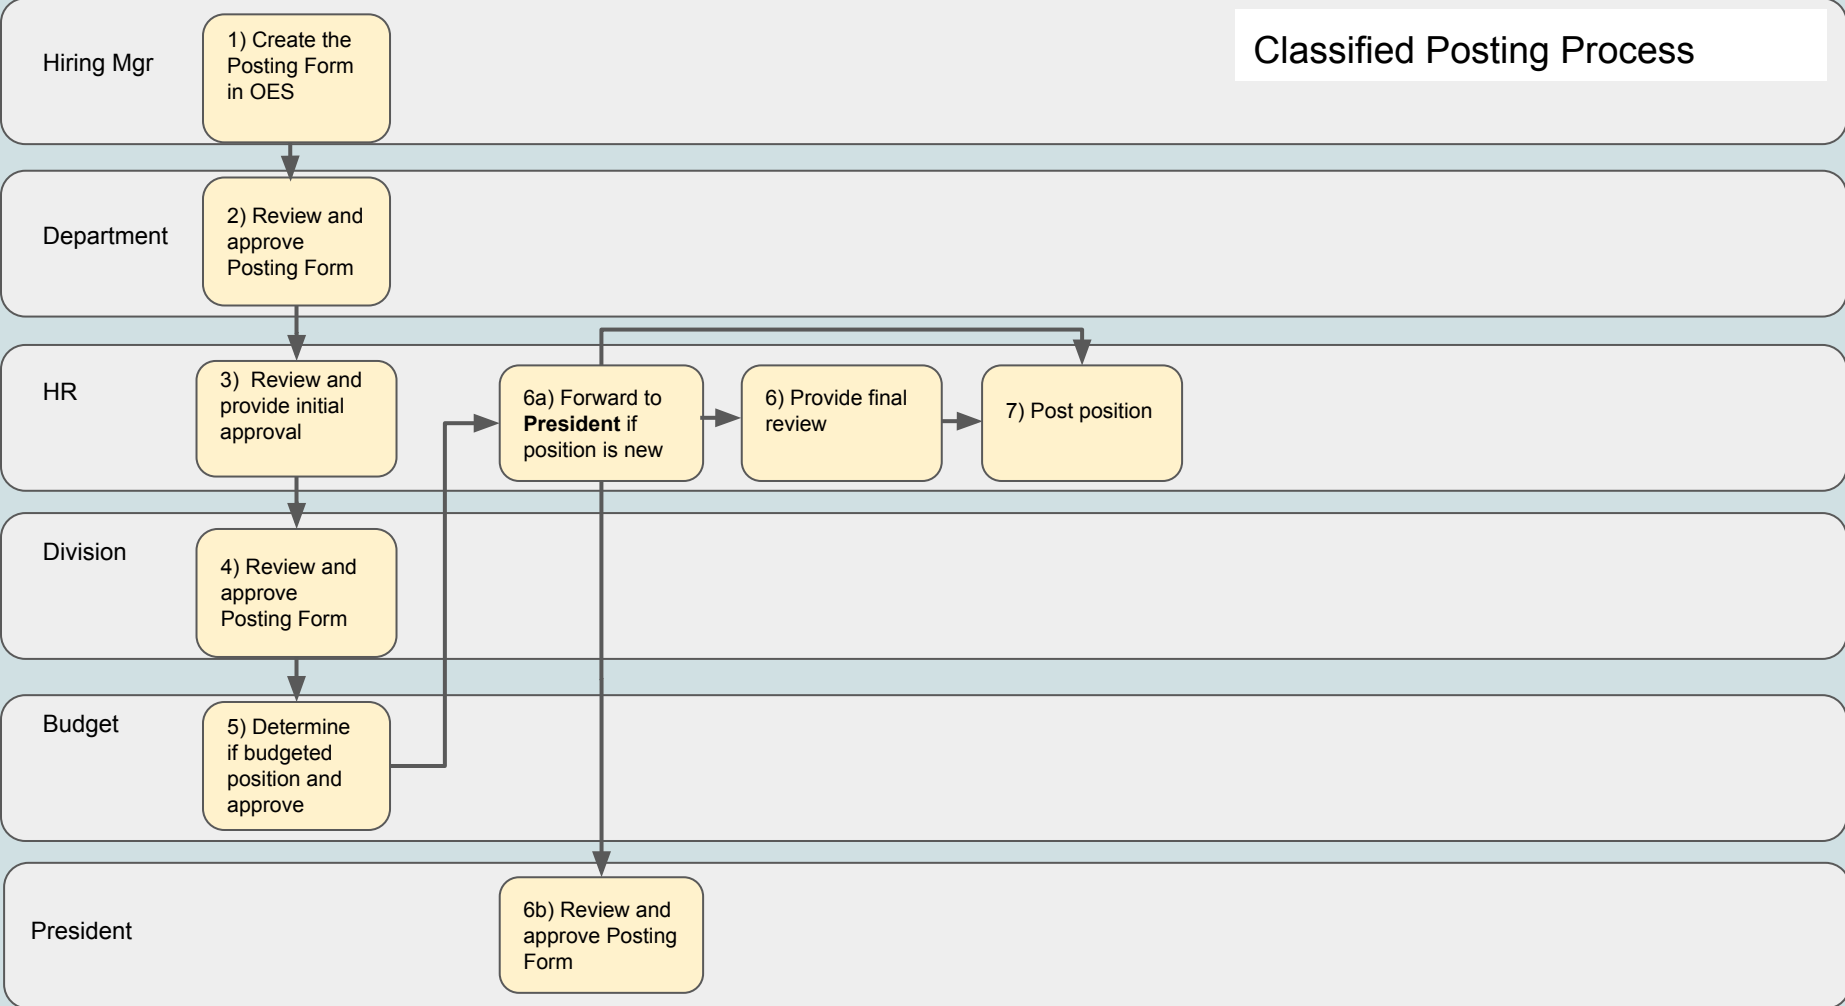 Classified Posting Process
Hiring Mgr
1) Create the
Posting Form
in OES
Department
2) Review and
approve
Posting Form
HR
3)  Review and
provide initial
approval
6a) Forward to
President if
position is new
6) Provide final
review
7) Post position
Division
4) Review and
approve
Posting Form
Budget
5) Determine
if budgeted
position and
approve
President
6b) Review and
approve Posting
Form